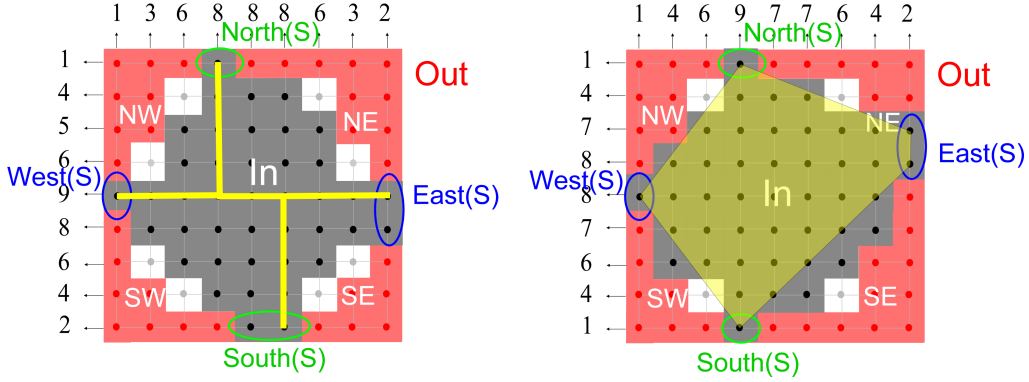 1 3 6 8 8 8 6 3 2
North(S)
1
4
5
6
9
8
6
4
2
Out
NW
NE
In
West(S)
East(S)
SW
SE
South(S)
1 4 6 9 7 7 6 4 2
North(S)
1
4
7
8
8
7
6
4
1
Out
NW
NE
In
West(S)
East(S)
SW
SE
South(S)